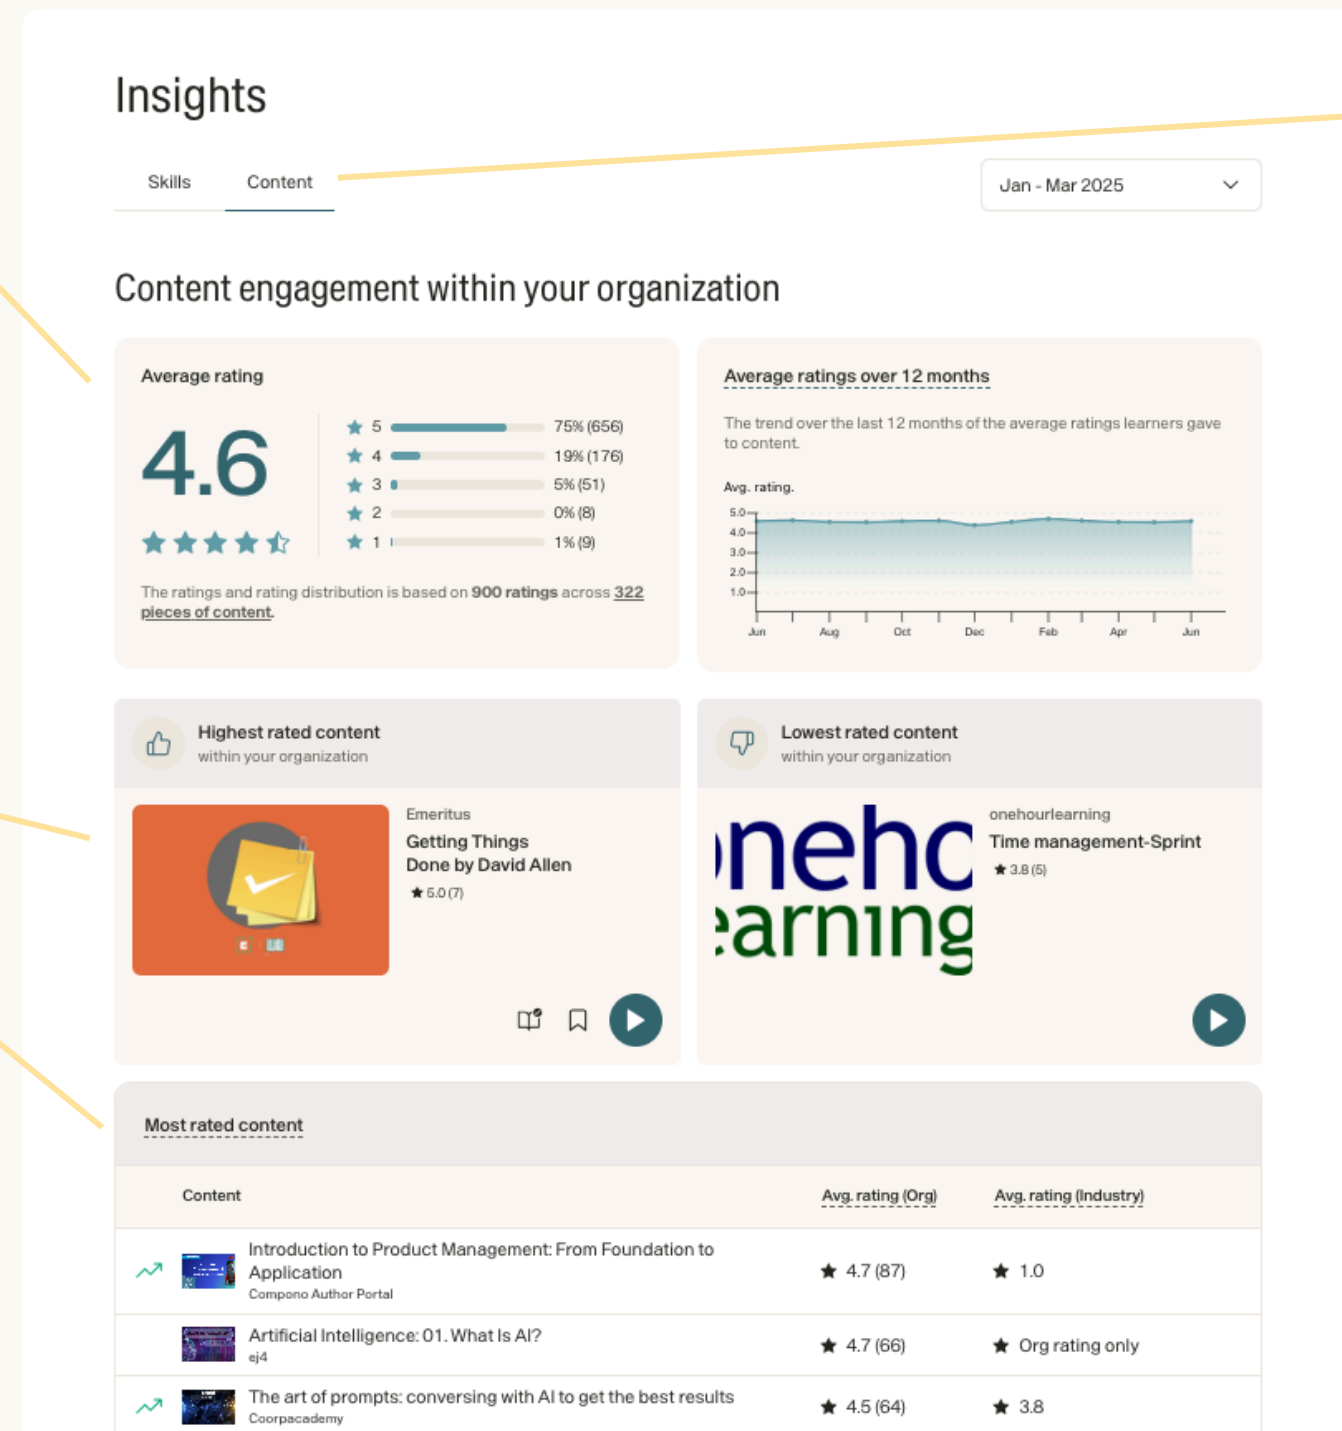 Insights
Skills
Content
Jan - Mar 2025
Content engagement within your organization
Average rating
4.6
5 75% (656)
4 19% (176)
3 5% (51)
2 0% (8)
1 1% (9)
The ratings and rating distribution is based on 900 ratings across 322
pieces of content.
Average ratings over 12 months
The trend over the last 12 months of the average ratings learners gave
to content.
Avg. rating.
5.0
4.0
3.0
2.0
1.0
Jun Aug Oct Dec Feb Apr Jun
Highest rated content
within your organization
Emeritus
Getting Things
Done by David Allen
5.0 (7)
Lowest rated content
within your organization
oneho
earning
onehourlearning
Time management-Sprint
3.8 (5)
Most rated content
Content Avg. rating (Org) Avg. rating (Industry)
Introduction to Product Management: From Foundation to
Application
Compono Author Portal
4.7 (87) 1.0
Artificial Intelligence: 01. What Is AI?
ej4
4.7 (66) Org rating only
The art of prompts: conversing with AI to get the best results
Coorpacademy
4.5 (64) 3.8